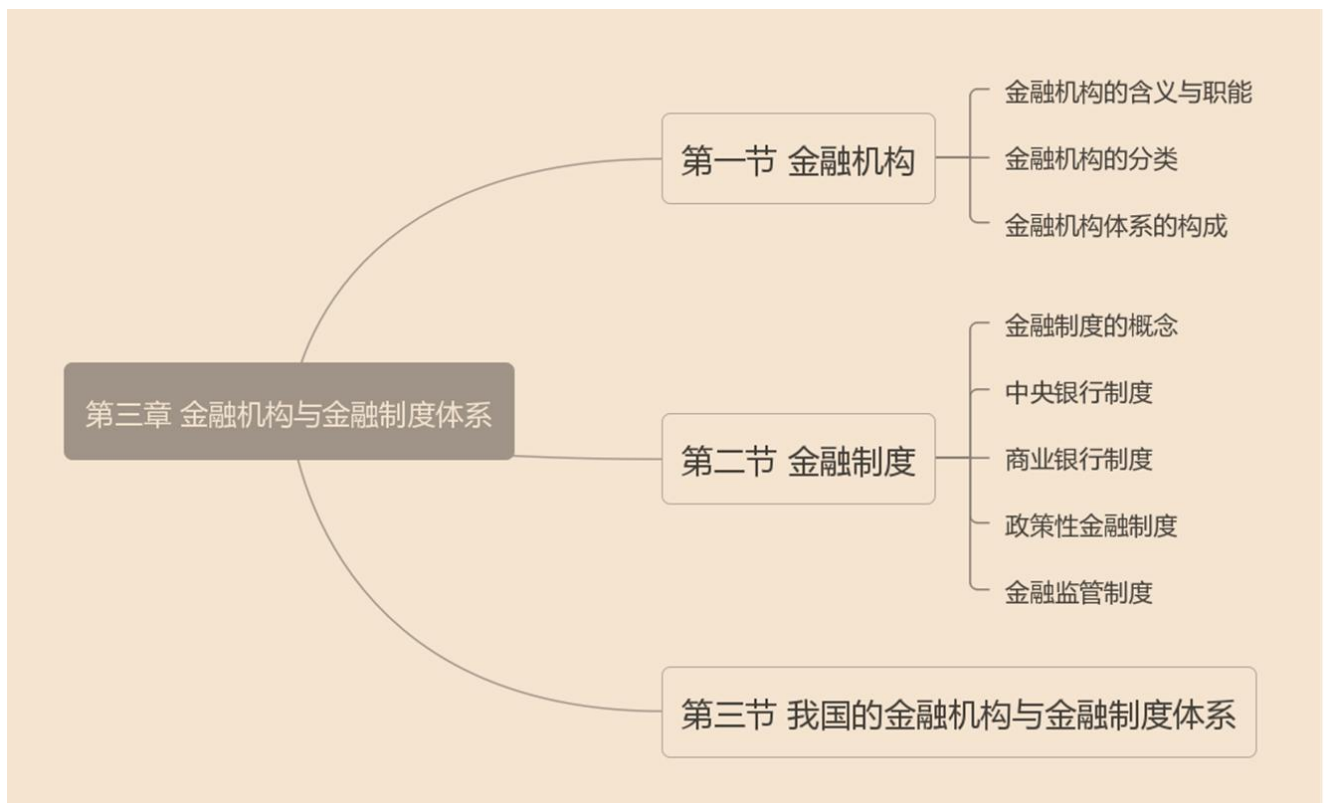 第三章 金融机构与金融制度体系
第一节 金融机构
金融机构的含义与职能
金融机构的分类
金融机构体系的构成
第二节 金融制度
金融制度的概念
中央银行制度
商业银行制度
政策性金融制度
金融监管制度
第三节 我国的金融机构与金融制度体系